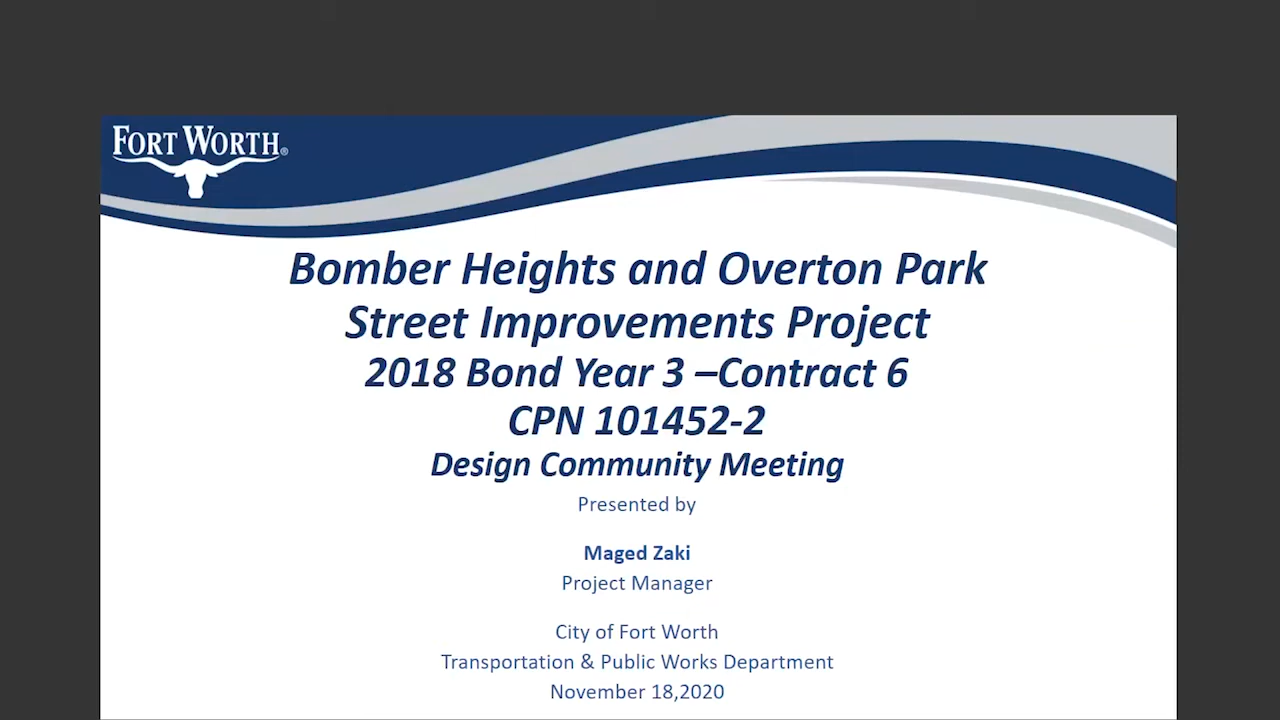 FORT WORTH®
Bomber Heights and Overton Park
Street Improvements Project
2018 Bond Year 3 –Contract 6
CPN 101452-2
Design Community Meeting
Presented by
Maged Zaki
Project Manager
City of Fort Worth
Transportation & Public Works Department
November 18,2020